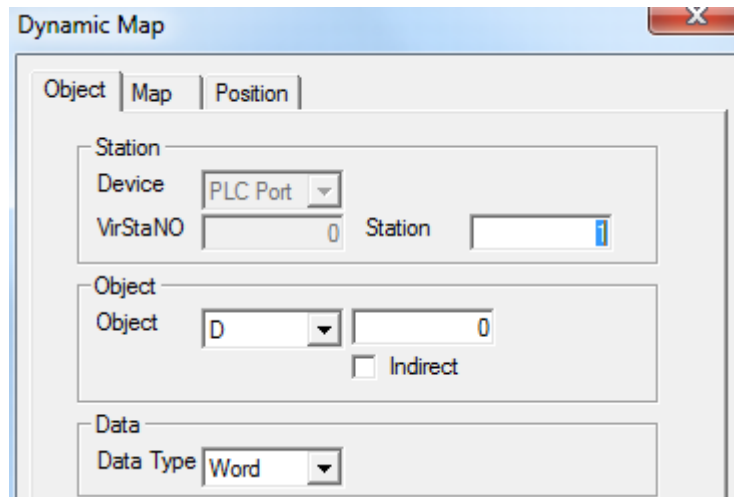 Dynamic Map
Object Map Position
Station
Device PLC Port
VirStaNO 0 Station 1
Object
Object D 0
Indirect
Data
Data Type Word